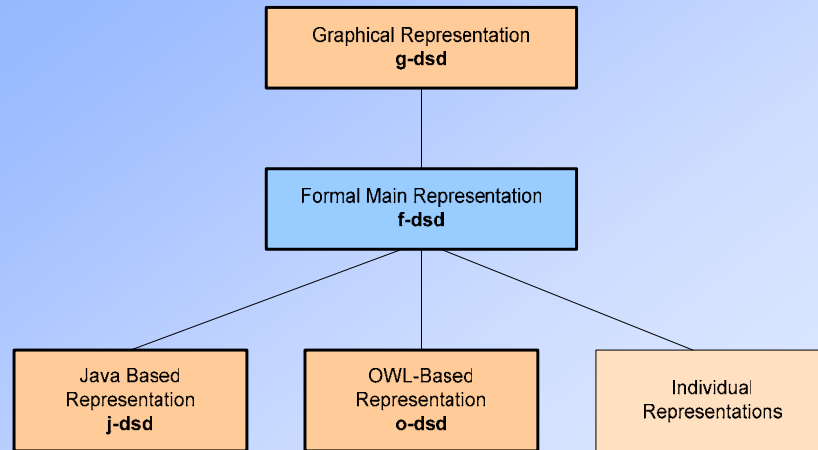 Graphical Representation
g-dsd
Formal Main Representation
f-dsd
Java Based
Representation
j-dsd
OWL-Based
Representation
o-dsd
Individual
Representations